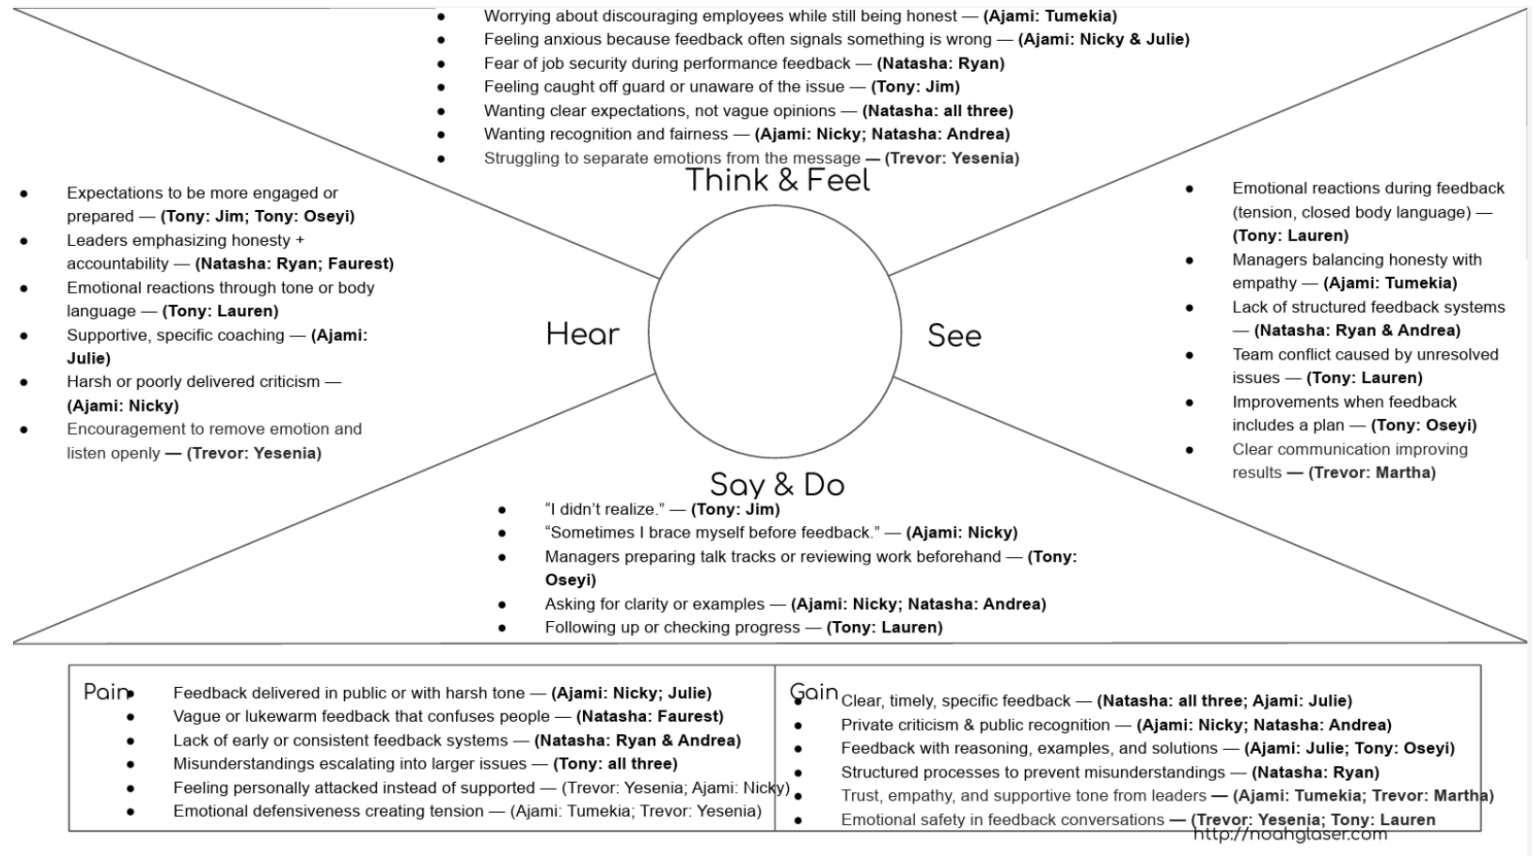 ● Worrying about discouraging employees while still being honest — (Ajami: Tumekia)
● Feeling anxious because feedback often signals something is wrong — (Ajami: Nicky & Julie)
● Fear of job security during performance feedback — (Natasha: Ryan)
● Feeling caught off guard or unaware of the issue — (Tony: Jim)
● Wanting clear expectations, not vague opinions — (Natasha: all three)
● Wanting recognition and fairness — (Ajami: Nicky; Natasha: Andrea)
● Struggling to separate emotions from the message — (Trevor: Yesenia)
Think & Feel
● Expectations to be more engaged or
prepared — (Tony: Jim; Tony: Oseyi)
● Leaders emphasizing honesty +
accountability — (Natasha: Ryan; Faurest)
● Emotional reactions through tone or body
language — (Tony: Lauren)
● Supportive, specific coaching — (Ajami:
Julie)
● Harsh or poorly delivered criticism —
(Ajami: Nicky)
● Encouragement to remove emotion and
listen openly — (Trevor: Yesenia)
Hear
See
● Emotional reactions during feedback
(tension, closed body language) —
(Tony: Lauren)
● Managers balancing honesty with
empathy — (Ajami: Tumekia)
● Lack of structured feedback systems
— (Natasha: Ryan & Andrea)
● Team conflict caused by unresolved
issues — (Tony: Lauren)
● Improvements when feedback
includes a plan — (Tony: Oseyi)
● Clear communication improving
results — (Trevor: Martha)
Say & Do
● “I didn’t realize.” — (Tony: Jim)
● “Sometimes I brace myself before feedback.” — (Ajami: Nicky)
● Managers preparing talk tracks or reviewing work beforehand — (Tony:
Oseyi)
● Asking for clarity or examples — (Ajami: Nicky; Natasha: Andrea)
● Following up or checking progress — (Tony: Lauren)
Pain
● Feedback delivered in public or with harsh tone — (Ajami: Nicky; Julie)
● Vague or lukewarm feedback that confuses people — (Natasha: Faurest)
● Lack of early or consistent feedback systems — (Natasha: Ryan & Andrea)
● Misunderstandings escalating into larger issues — (Tony: all three)
● Feeling personally attacked instead of supported — (Trevor: Yesenia; Ajami: Nicky)
● Emotional defensiveness creating tension — (Ajami: Tumekia; Trevor: Yesenia)
Gain
● Clear, timely, specific feedback — (Natasha: all three; Ajami: Julie)
● Private criticism & public recognition — (Ajami: Nicky; Natasha: Andrea)
● Feedback with reasoning, examples, and solutions — (Ajami: Julie; Tony: Oseyi)
● Structured processes to prevent misunderstandings — (Natasha: Ryan)
● Trust, empathy, and supportive tone from leaders — (Ajami: Tumekia; Trevor: Martha)
● Emotional safety in feedback conversations — (Trevor: Yesenia; Tony: Lauren
http://noahglaser.com